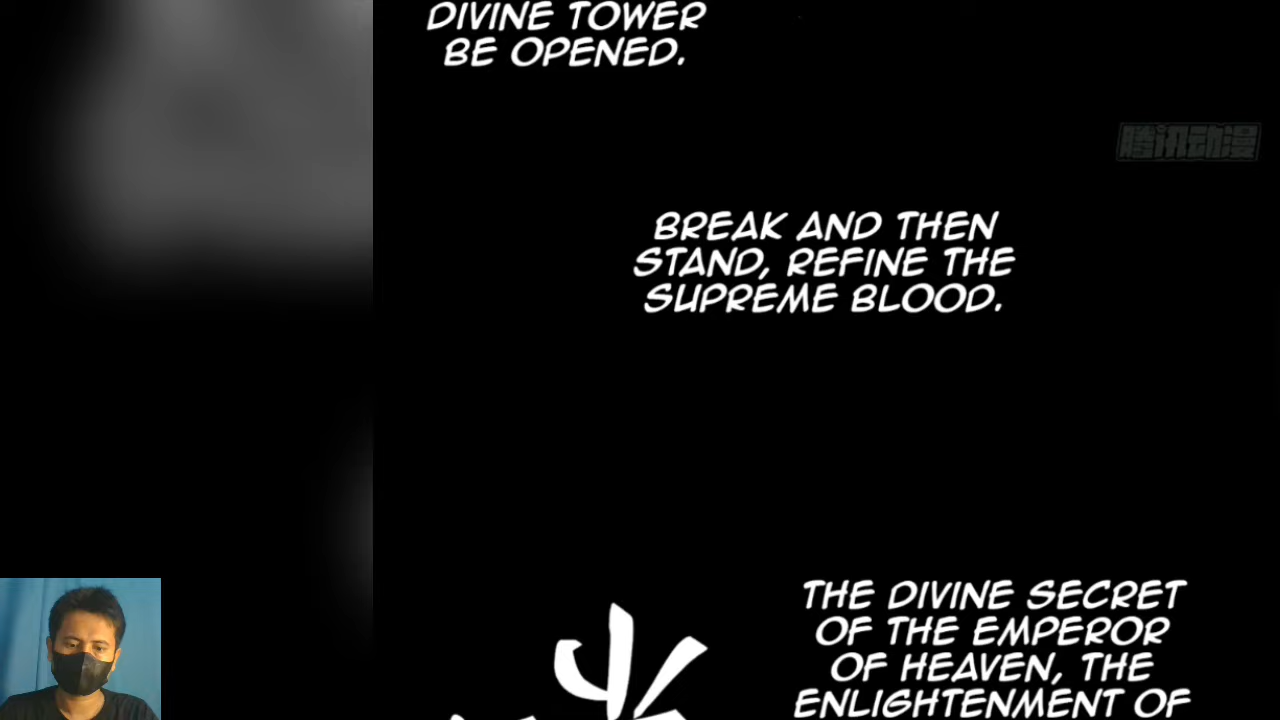 DIVINE TOWER
BE OPENED.
腾讯动漫
BREAK AND THEN
STAND, REFINE THE
SUPREME BLOOD.
THE DIVINE SECRET
OF THE EMPEROR
OF HEAVEN, THE
ENLIGHTENMENT OF